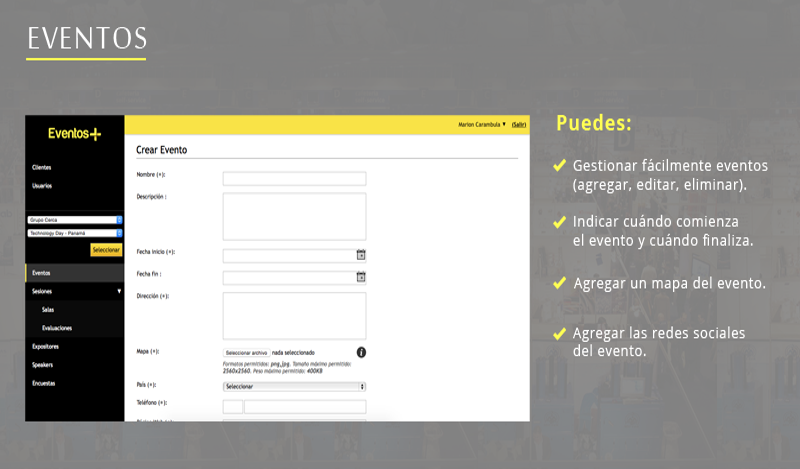 EVENTOS
Eventos+
Marion Carambula ▼ (Salir)
Clientes
Usuarios
Grupo Cerca
Technology Day - Panamá
Seleccionar
Eventos
Sesiones ▼
Salas
Evaluaciones
Expositores
Speakers
Encuestas
Crear Evento
Nombre (*):
Descripción :
Fecha inicio (*):
Fecha fin :
Dirección (*):
Mapa (*):
Seleccionar archivo nada seleccionado
Formatos permitidos: png,jpg. Tamaño máximo permitido:
2560x2560. Peso máximo permitido: 400KB
País (*):
Seleccionar
Teléfono (*):
Puedes:
Gestionar fácilmente eventos
(agregar, editar, eliminar).
Indicar cuándo comienza
el evento y cuándo finaliza.
Agregar un mapa del evento.
Agregar las redes sociales
del evento.